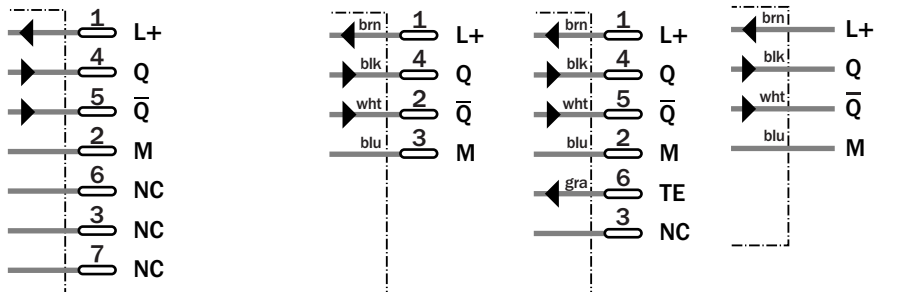 1 L+
4 Q
5 Q̅
2 M
6 NC
3 NC
7 NC
brn 1 L+
blk 4 Q
wht 2 Q̅
blu 3 M
brn 1 L+
blk 4 Q
wht 5 Q̅
blu 2 M
gra 6 TE
3 NC
brn L+
blk Q
wht Q̅
blu M